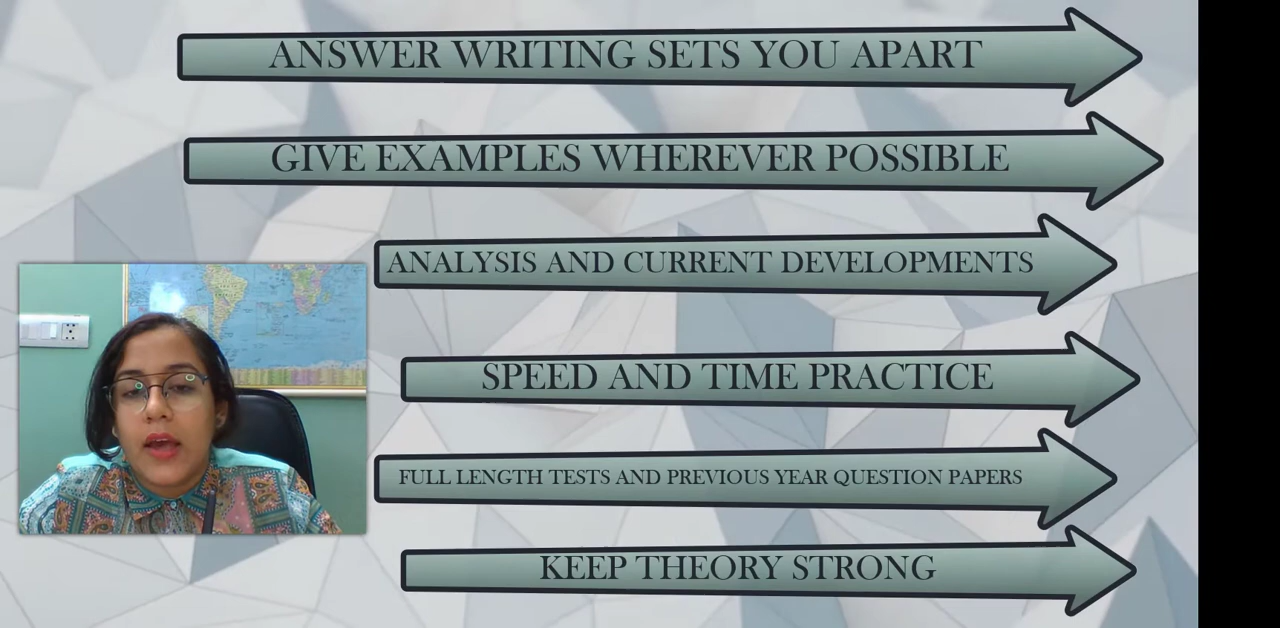 ANSWER WRITING SETS YOU APART
GIVE EXAMPLES WHEREVER POSSIBLE
ANALYSIS AND CURRENT DEVELOPMENTS
SPEED AND TIME PRACTICE
FULL LENGTH TESTS AND PREVIOUS YEAR QUESTION PAPERS
KEEP THEORY STRONG